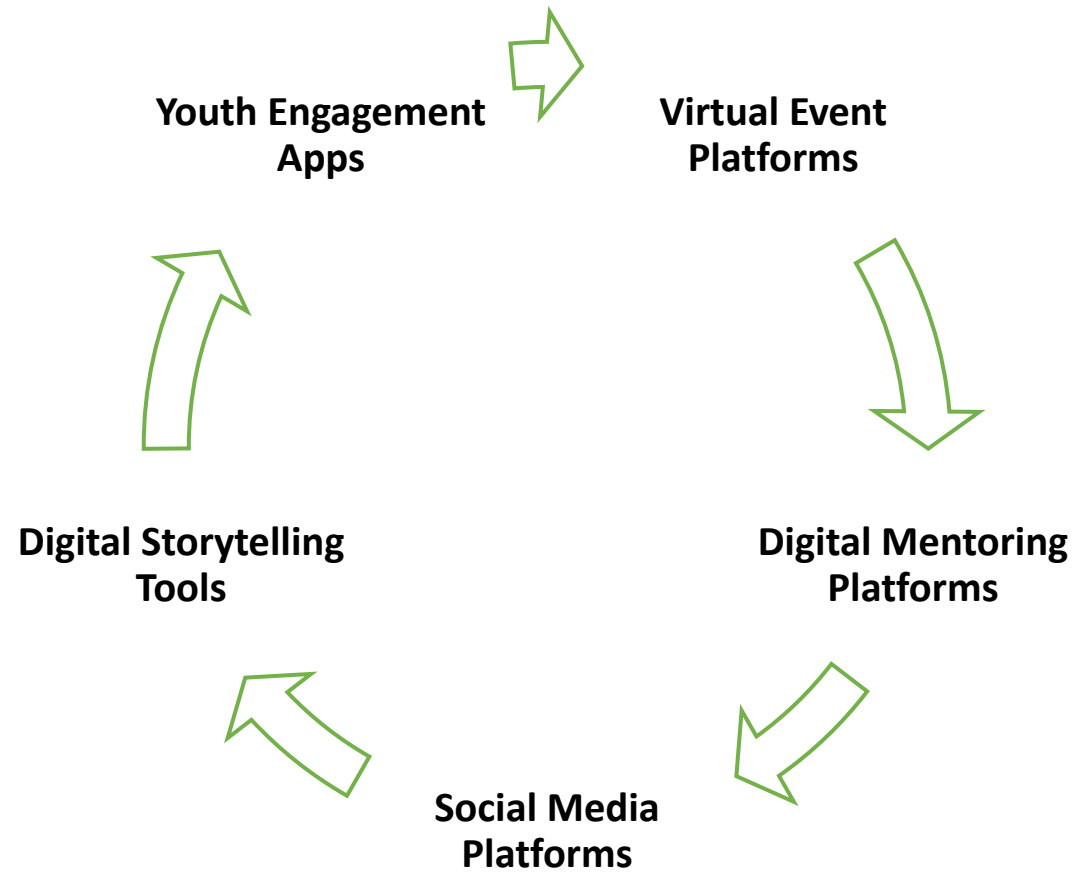 Youth Engagement
Apps
Virtual Event
Platforms
Digital Storytelling
Tools
Digital Mentoring
Platforms
Social Media
Platforms